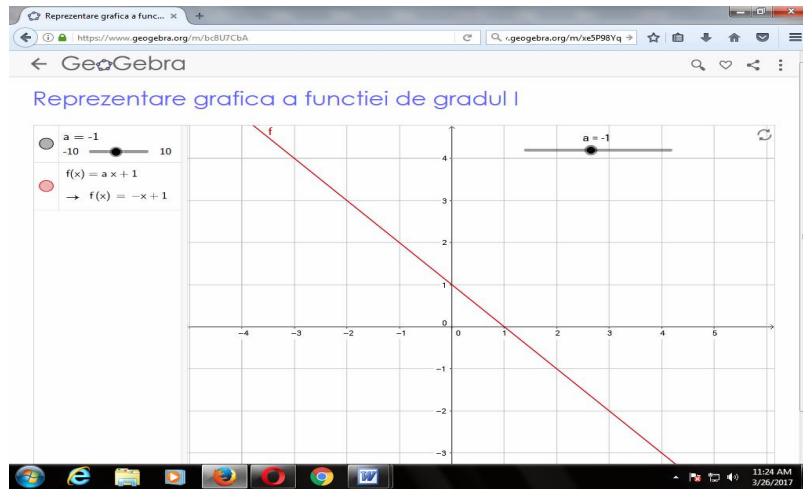 Reprezentare grafica a func... × +
https://www.geogebra.org/m/bc8U7CbA
.geogebra.org/m/xe5P98Yq
GeoGebra
Reprezentare grafica a functiei de gradul I
a = -1
-10 10
f(x) = a x + 1
→ f(x) = −x + 1
f
a = -1
4
3
2
1
0
−4 −3 −2 −1 0 1 2 3 4 5
−1
−2
−3
11:24 AM
3/26/2017